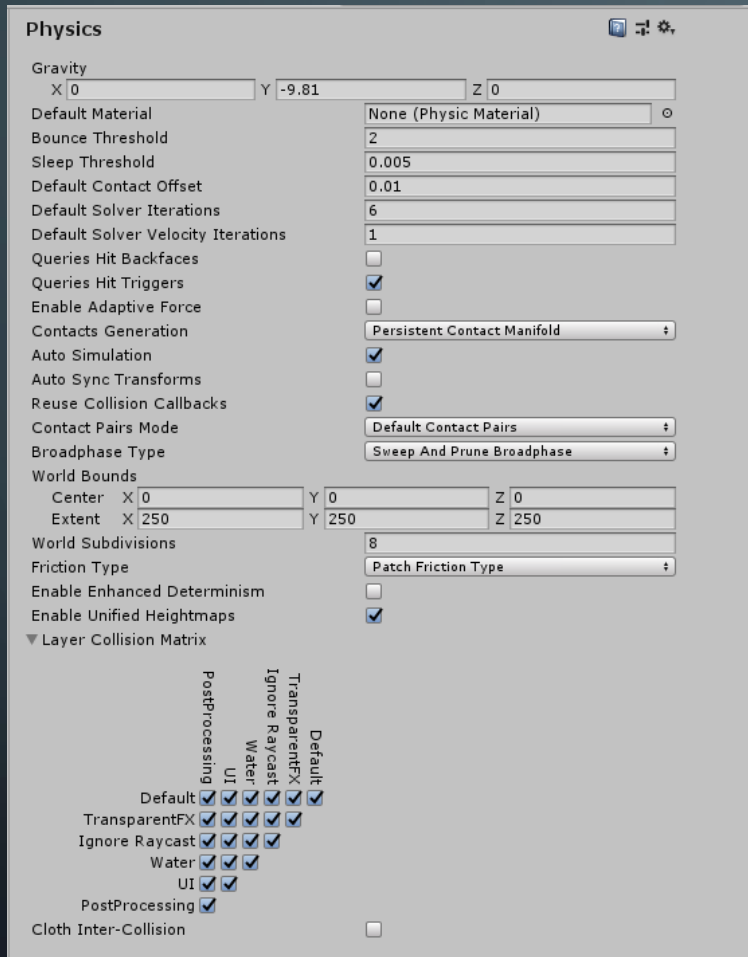 Physics
Gravity
X 0 Y -9.81 Z 0
Default Material None (Physic Material)
Bounce Threshold 2
Sleep Threshold 0.005
Default Contact Offset 0.01
Default Solver Iterations 6
Default Solver Velocity Iterations 1
Queries Hit Backfaces
Queries Hit Triggers
Enable Adaptive Force
Contacts Generation Persistent Contact Manifold
Auto Simulation
Auto Sync Transforms
Reuse Collision Callbacks
Contact Pairs Mode Default Contact Pairs
Broadphase Type Sweep And Prune Broadphase
World Bounds
Center X 0 Y 0 Z 0
Extent X 250 Y 250 Z 250
World Subdivisions 8
Friction Type Patch Friction Type
Enable Enhanced Determinism
Enable Unified Heightmaps
Layer Collision Matrix
PostProcessing
UI
Water
Ignore Raycast
TransparentFX
Default
Default
TransparentFX
Ignore Raycast
Water
UI
PostProcessing
Cloth Inter-Collision